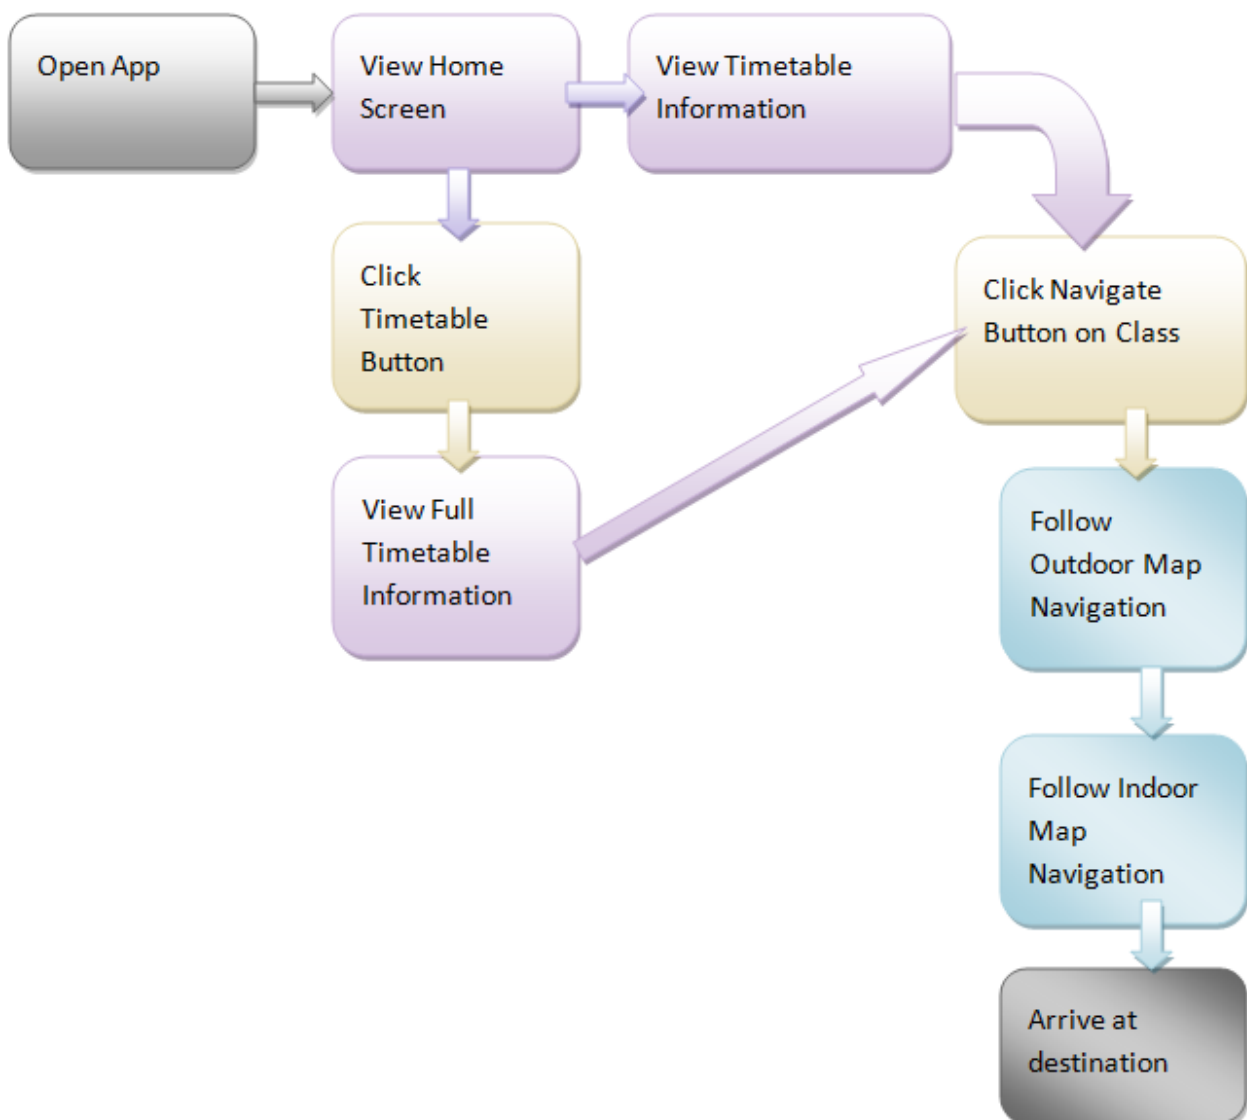 Open App
View Home
Screen
View Timetable
Information
Click
Timetable
Button
Click Navigate
Button on Class
View Full
Timetable
Information
Follow
Outdoor Map
Navigation
Follow Indoor
Map
Navigation
Arrive at
destination